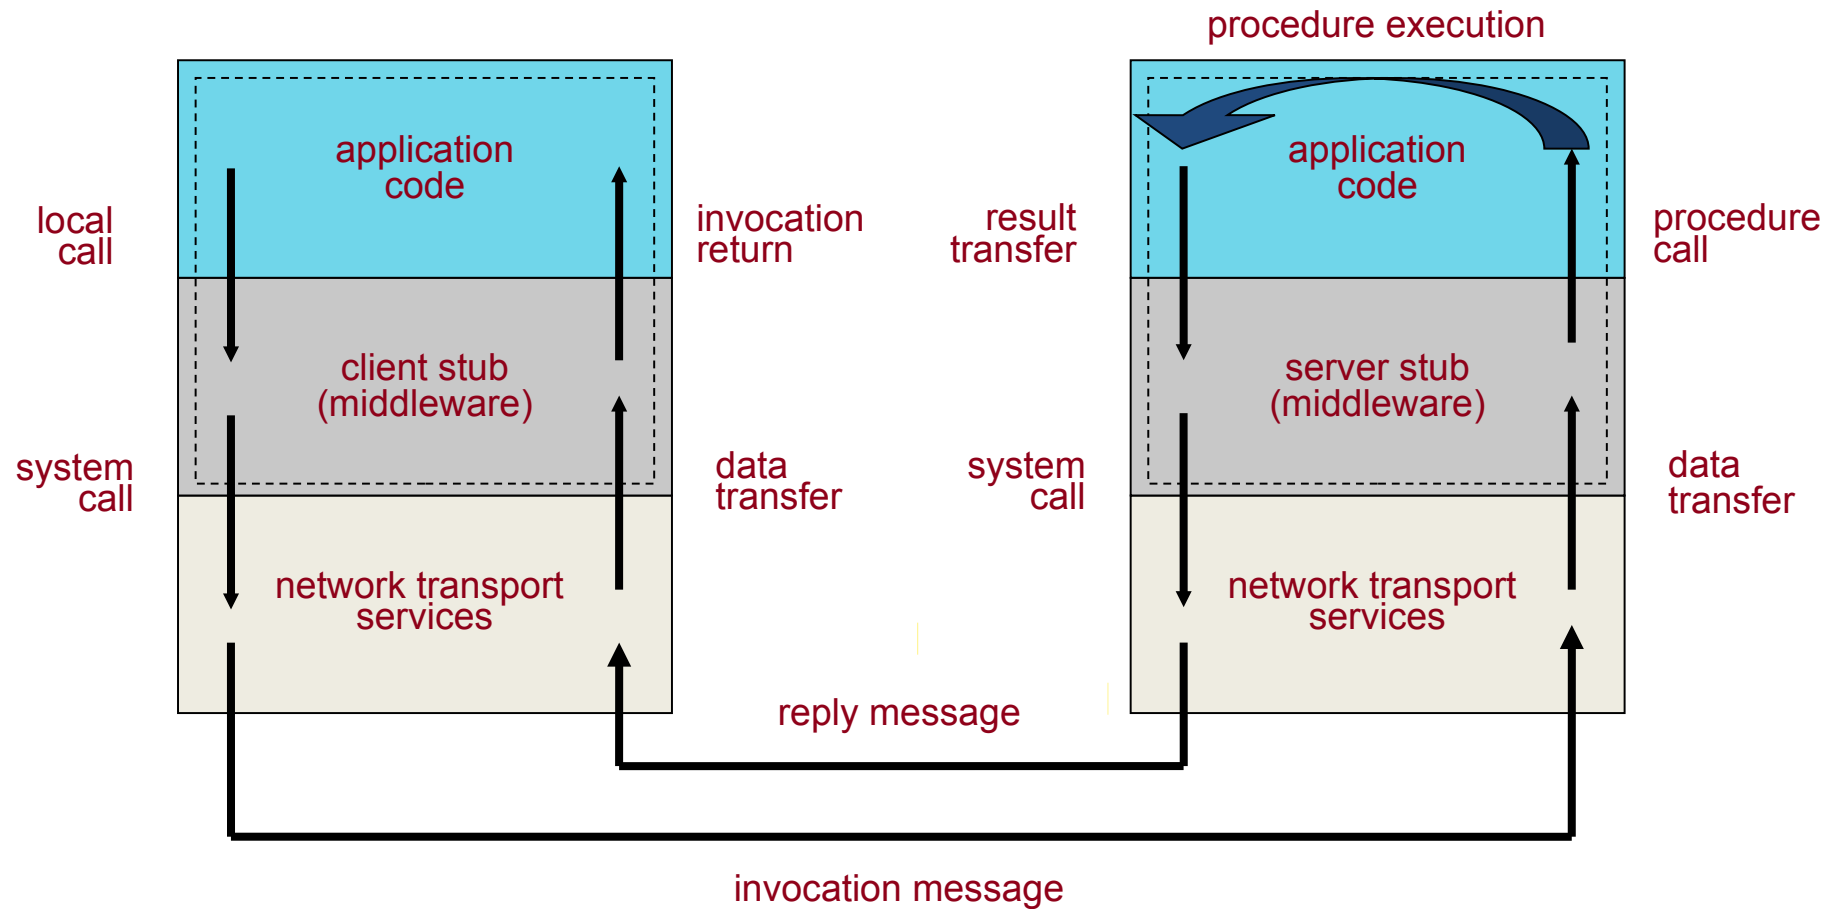 procedure execution
application
code
application
code
local
call
invocation
return
result
transfer
procedure
call
client stub
(middleware)
server stub
(middleware)
system
call
data
transfer
system
call
data
transfer
network transport
services
network transport
services
reply message
invocation message